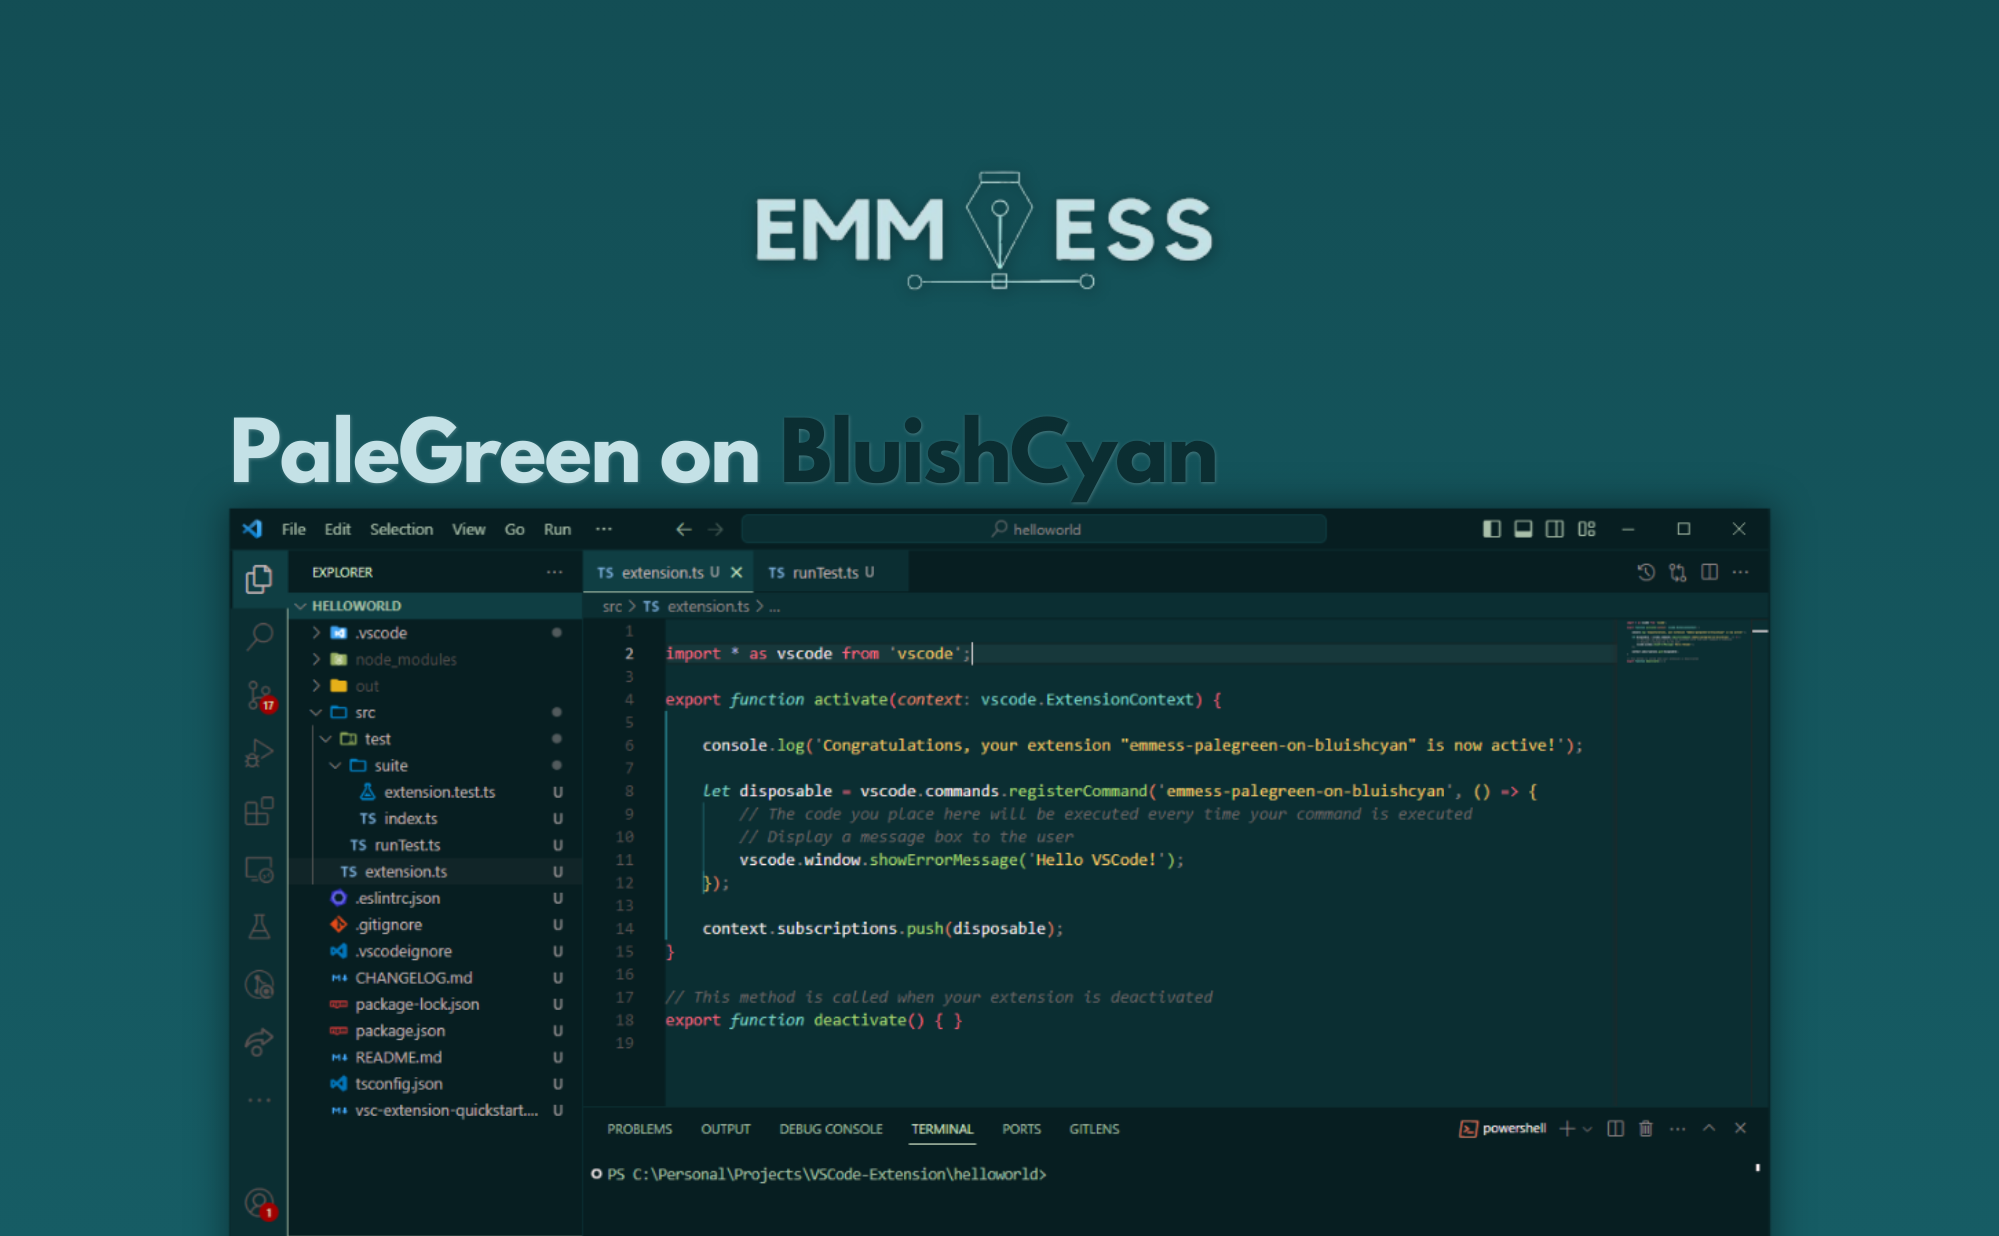 EMM ESS
PaleGreen on BluishCyan
File Edit Selection View Go Run ··· helloworld
EXPLORER ···
HELLOWORLD
.vscode
node_modules
out
src
test
suite
extension.test.ts U
TS index.ts U
TS runTest.ts U
TS extension.ts U
.eslintrc.json U
.gitignore U
.vscodeignore U
CHANGELOG.md U
package-lock.json U
package.json U
README.md U
tsconfig.json U
vsc-extension-quickstart.... U
17
1
TS extension.ts U TS runTest.ts U
src > TS extension.ts > ...
1
2 import * as vscode from 'vscode';
3
4 export function activate(context: vscode.ExtensionContext) {
5
6 console.log('Congratulations, your extension "emmess-palegreen-on-bluishcyan" is now active!');
7
8 let disposable = vscode.commands.registerCommand('emmess-palegreen-on-bluishcyan', () => {
9 // The code you place here will be executed every time your command is executed
10 // Display a message box to the user
11 vscode.window.showErrorMessage('Hello VSCode!');
12 });
13
14 context.subscriptions.push(disposable);
15 }
16
17 // This method is called when your extension is deactivated
18 export function deactivate() { }
19
PROBLEMS OUTPUT DEBUG CONSOLE TERMINAL PORTS GITLENS powershell
PS C:\Personal\Projects\VSCode-Extension\helloworld>